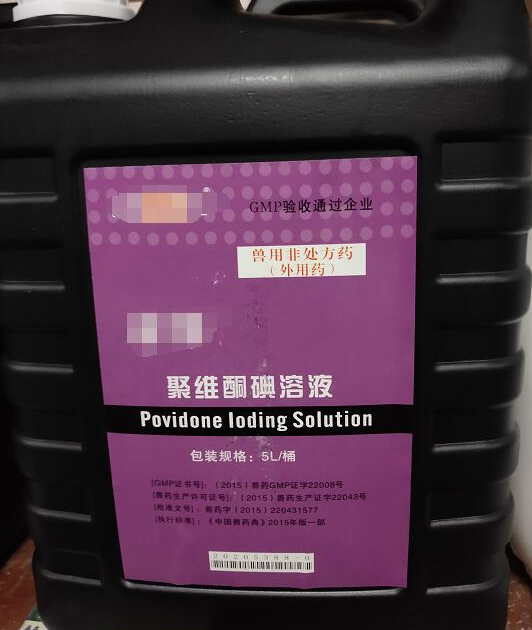 GMP验收通过企业
兽用非处方药
（外用药）
聚维酮碘溶液
Povidone Ioding Solution
包装规格：5L/桶
[GMP证书号]：（2015）兽药GMP证字22008号
[兽药生产许可证号]：（2015）兽药生产证字22043号
[批准文号]：兽药字（2015）220431577
[执行标准]：《中国兽药典》2015年版一部
20205388-0